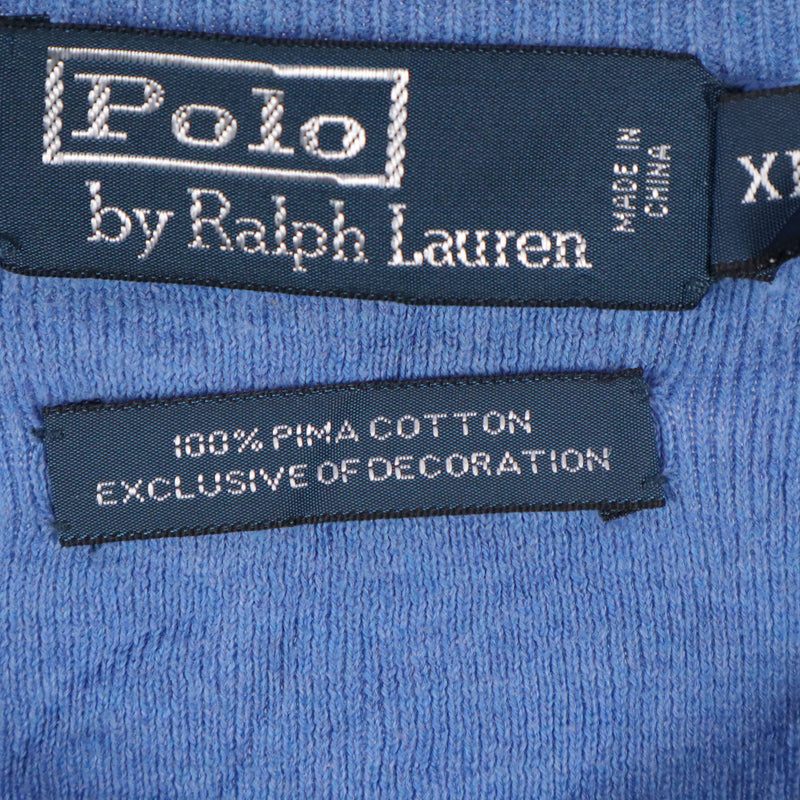 Polo
by Ralph Lauren
MADE IN
CHINA
100% PIMA COTTON
EXCLUSIVE OF DECORATION